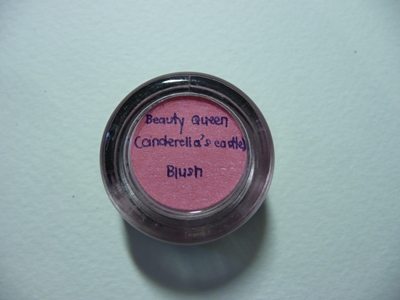 Beauty Queen
(cinderella's castle)
Blush